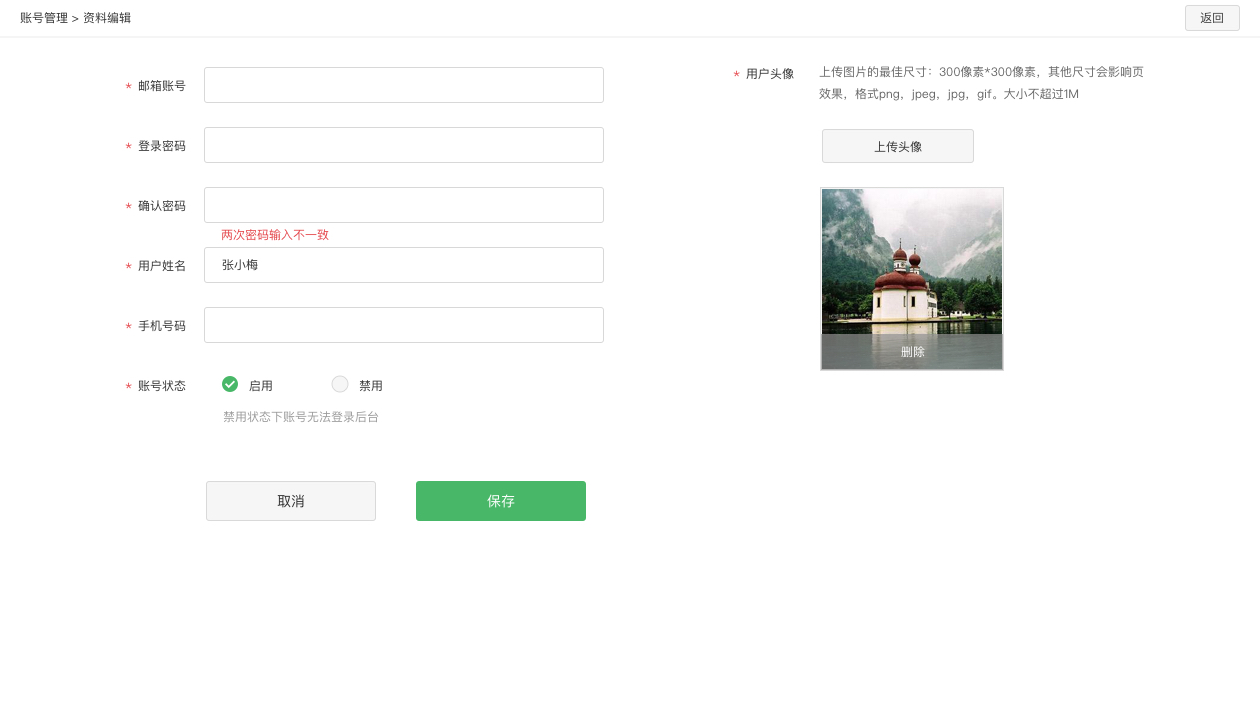 账号管理 > 资料编辑
返回
* 邮箱账号
* 登录密码
* 确认密码
两次密码输入不一致
* 用户姓名 张小梅
* 手机号码
* 账号状态 启用 禁用
禁用状态下账号无法登录后台
取消 保存
* 用户头像
上传图片的最佳尺寸：300像素*300像素，其他尺寸会影响页
效果，格式png，jpeg，jpg，gif。大小不超过1M
上传头像
删除